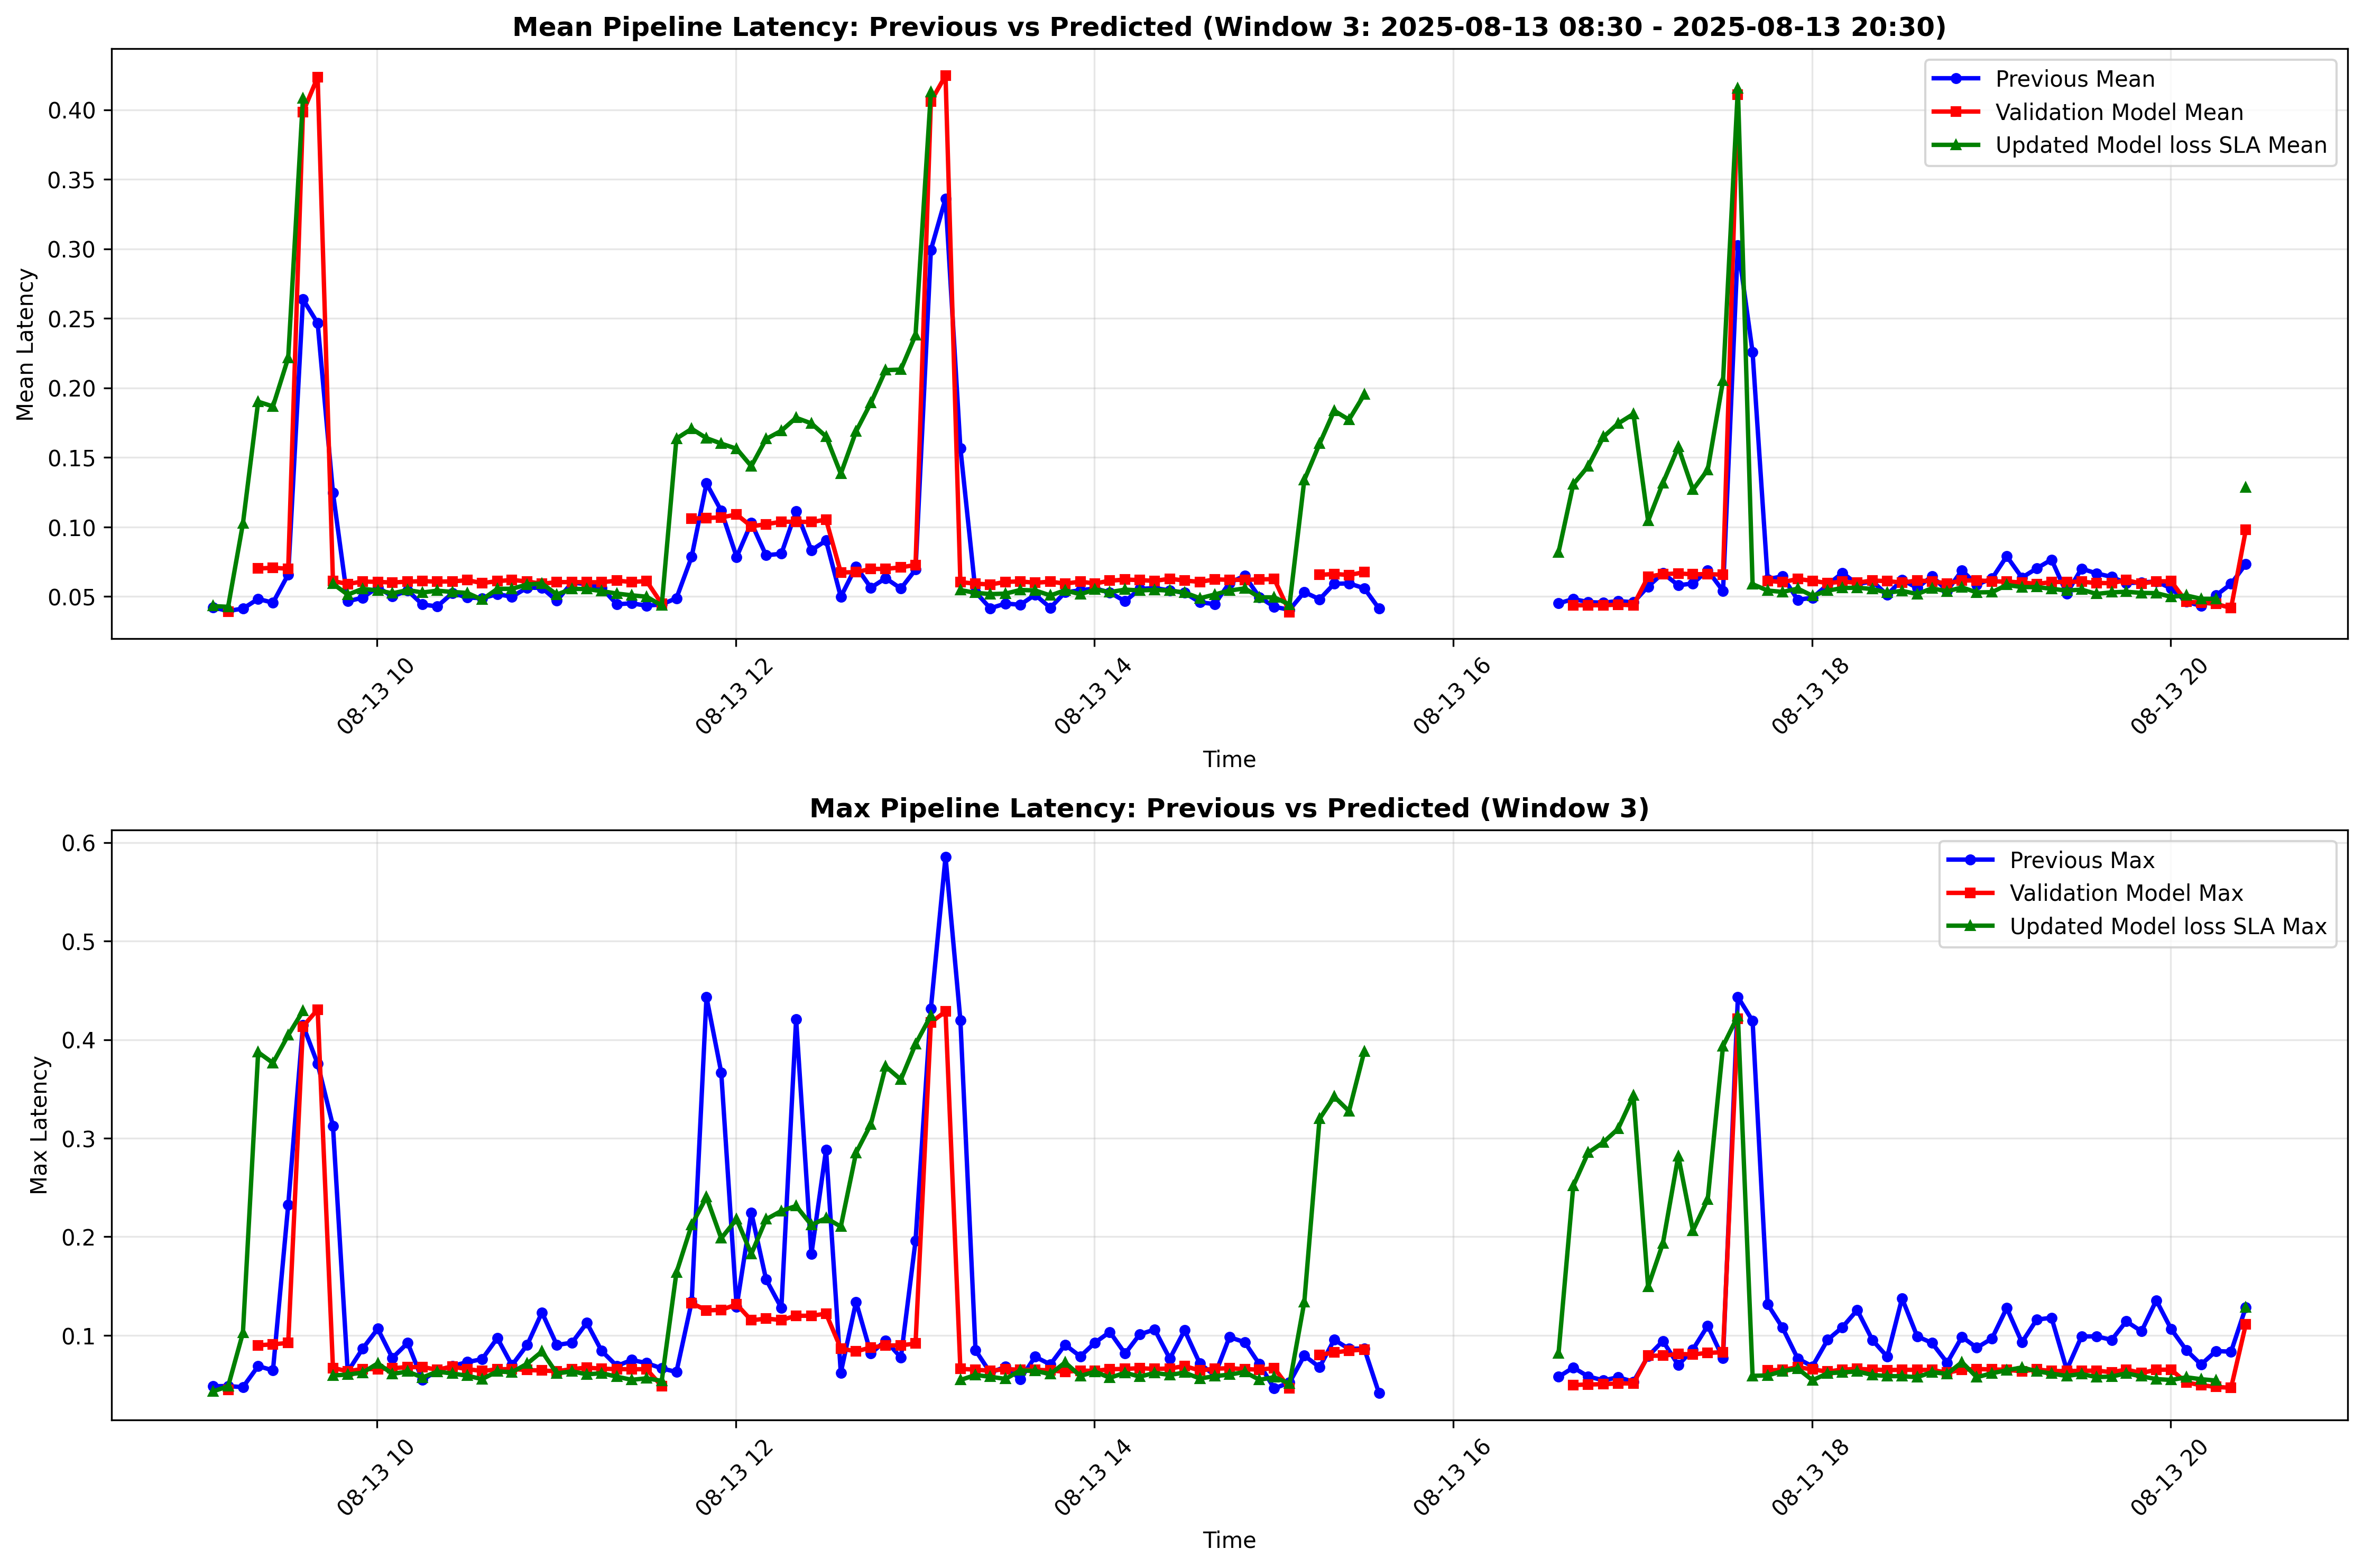 Mean Pipeline Latency: Previous vs Predicted (Window 3: 2025-08-13 08:30 - 2025-08-13 20:30)
Previous Mean
Validation Model Mean
Updated Model loss SLA Mean
Mean Latency
0.40
0.35
0.30
0.25
0.20
0.15
0.10
0.05
08-13 10
08-13 12
08-13 14
08-13 16
08-13 18
08-13 20
Time
Max Pipeline Latency: Previous vs Predicted (Window 3)
Previous Max
Validation Model Max
Updated Model loss SLA Max
Max Latency
0.6
0.5
0.4
0.3
0.2
0.1
08-13 10
08-13 12
08-13 14
08-13 16
08-13 18
08-13 20
Time